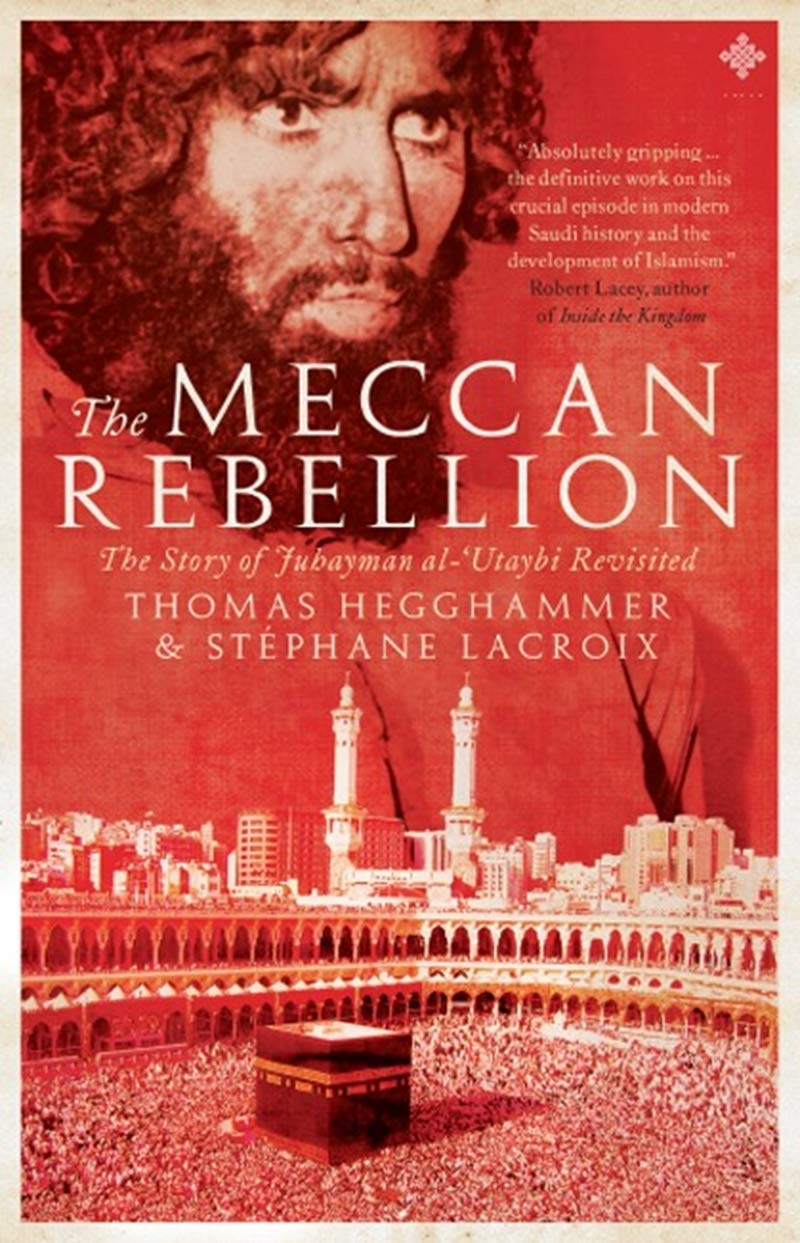 “Absolutely gripping ...
the definitive work on this
crucial episode in modern
Saudi history and the
development of Islamism.”
Robert Lacey, author
of Inside the Kingdom
The MECCAN
REBELLION
The Story of Juhayman al-‘Utaybi Revisited
THOMAS HEGGHAMMER
& STÉPHANE LACROIX